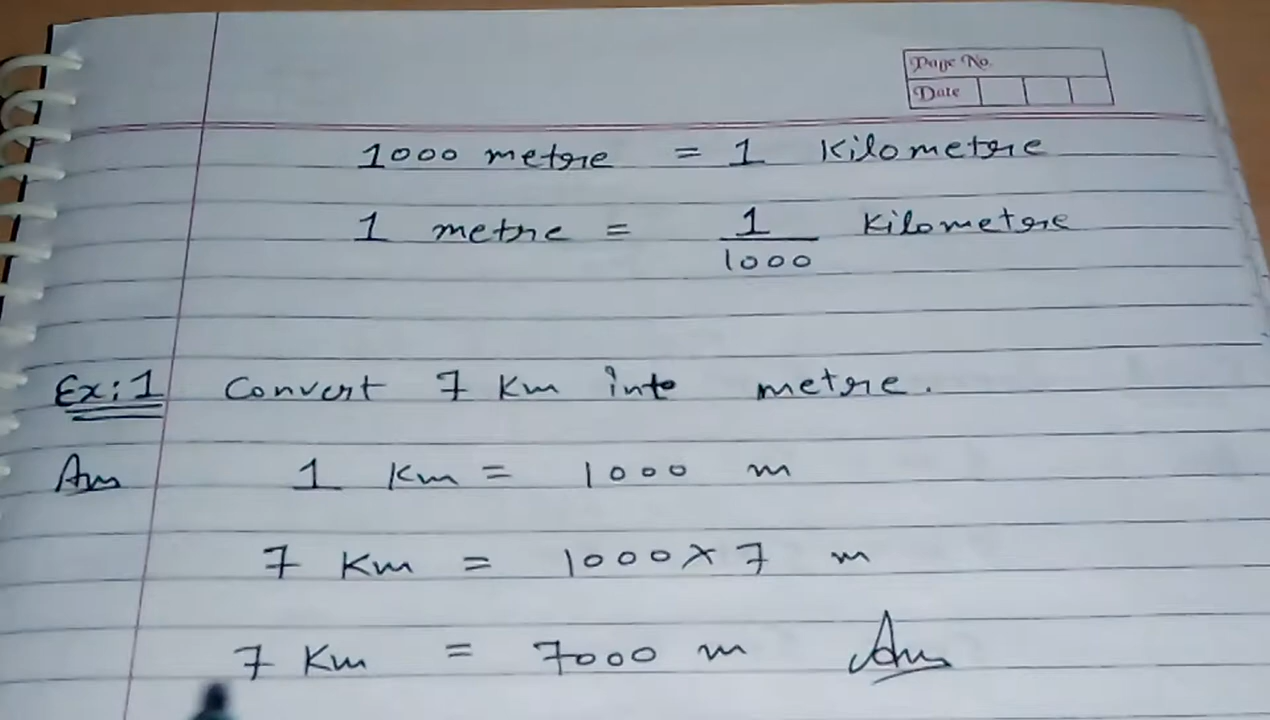 Page No.
Date
1000 metre = 1 Kilometre
1 metre = 1/1000 Kilometre
Ex:1 Convert 7 Km into metre.
Ans 1 Km = 1000 m
7 Km = 1000 × 7 m
7 Km = 7000 m Ans